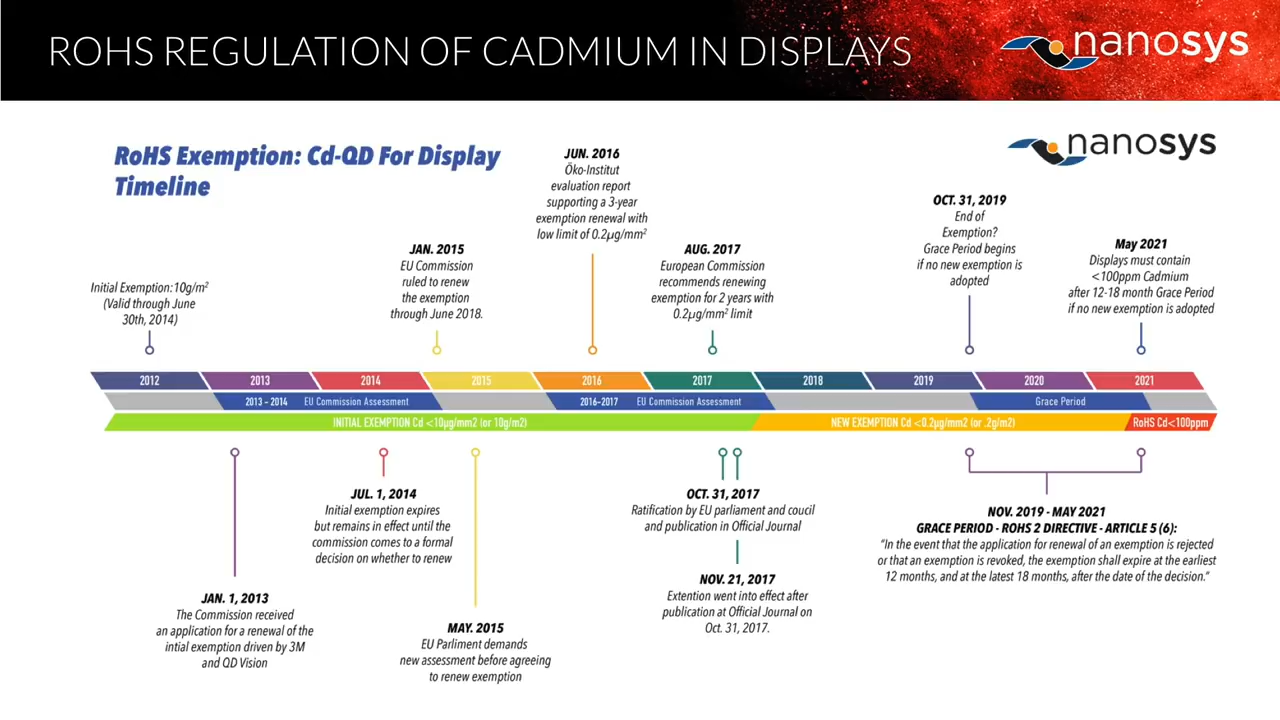 ROHS REGULATION OF CADMIUM IN DISPLAYS
nanosys
RoHS Exemption: Cd-QD For Display
Timeline
nanosys
Initial Exemption:10g/m²
(Valid through June
30th, 2014)
JAN. 2015
EU Commission
ruled to renew
the exemption
through June 2018.
JUN. 2016
Öko-Institut
evaluation report
supporting a 3-year
exemption renewal with
low limit of 0.2µg/mm²
AUG. 2017
European Commission
recommends renewing
exemption for 2 years with
0.2µg/mm² limit
OCT. 31, 2019
End of
Exemption?
Grace Period begins
if no new exemption is
adopted
May 2021
Displays must contain
<100ppm Cadmium
after 12-18 month Grace Period
if no new exemption is adopted
2012 2013 2014 2015 2016 2017 2018 2019 2020 2021
2013 – 2014 EU Commission Assessment 2016–2017 EU Commission Assessment Grace Period
INITIAL EXEMPTION Cd <10µg/mm2 (or 10g/m2) NEW EXEMPTION Cd <0.2µg/mm2 (or .2g/m2) RoHS Cd<100ppm
JAN. 1, 2013
The Commission received
an application for a renewal of the
intial exemption driven by 3M
and QD Vision
JUL. 1, 2014
Initial exemption expires
but remains in effect until the
commission comes to a formal
decision on whether to renew
MAY. 2015
EU Parliment demands
new assessment before agreeing
to renew exemption
OCT. 31, 2017
Ratification by EU parliament and coucil
and publication in Official Journal
NOV. 21, 2017
Extention went into effect after
publication at Official Journal on
Oct. 31, 2017.
NOV. 2019 - MAY 2021
GRACE PERIOD - ROHS 2 DIRECTIVE - ARTICLE 5 (6):
"In the event that the application for renewal of an exemption is rejected
or that an exemption is revoked, the exemption shall expire at the earliest
12 months, and at the latest 18 months, after the date of the decision."